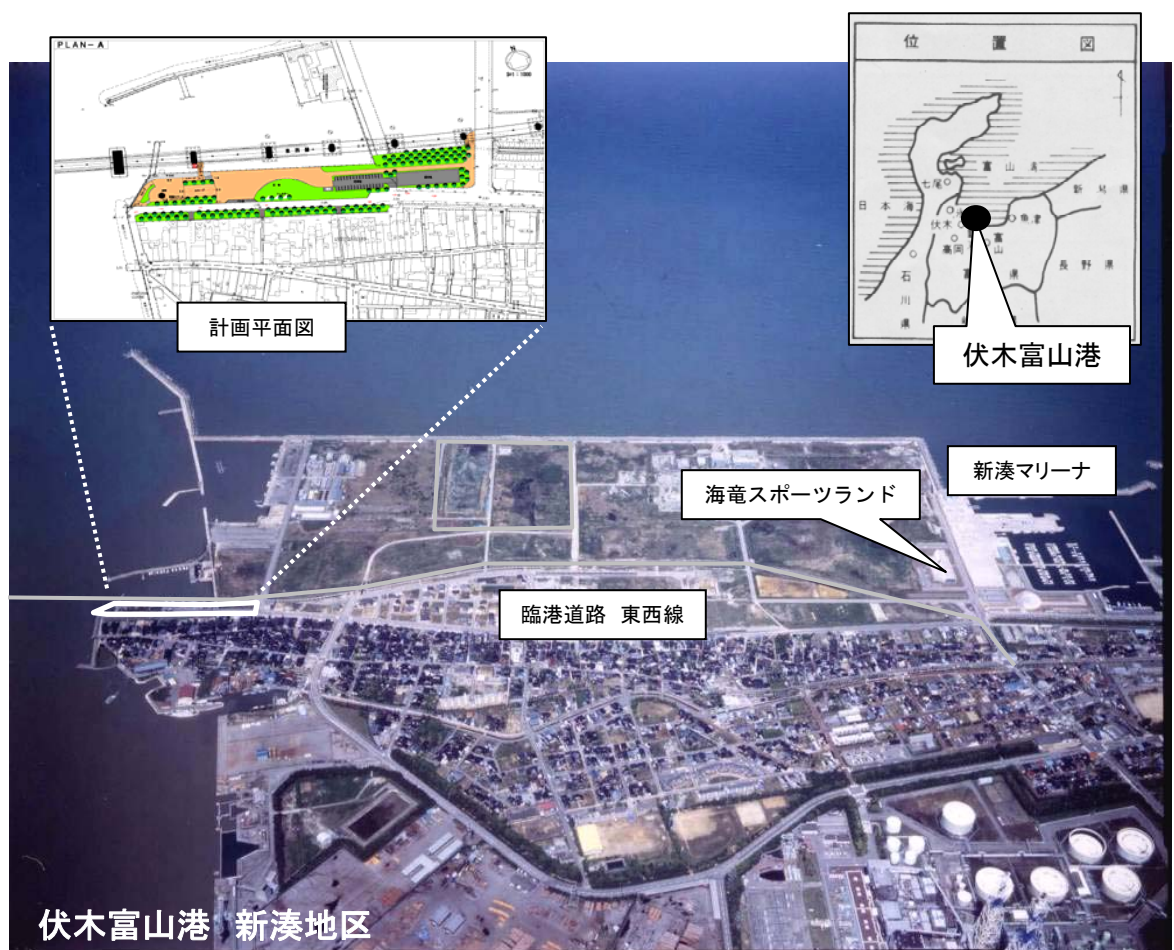 PLAN-A
計画平面図
位置図
富山湾
七尾
新潟県
日本海
伏木
魚津
高岡
富山
長野県
石川県
伏木富山港
新湊マリーナ
海竜スポーツランド
臨港道路 東西線
伏木富山港 新湊地区